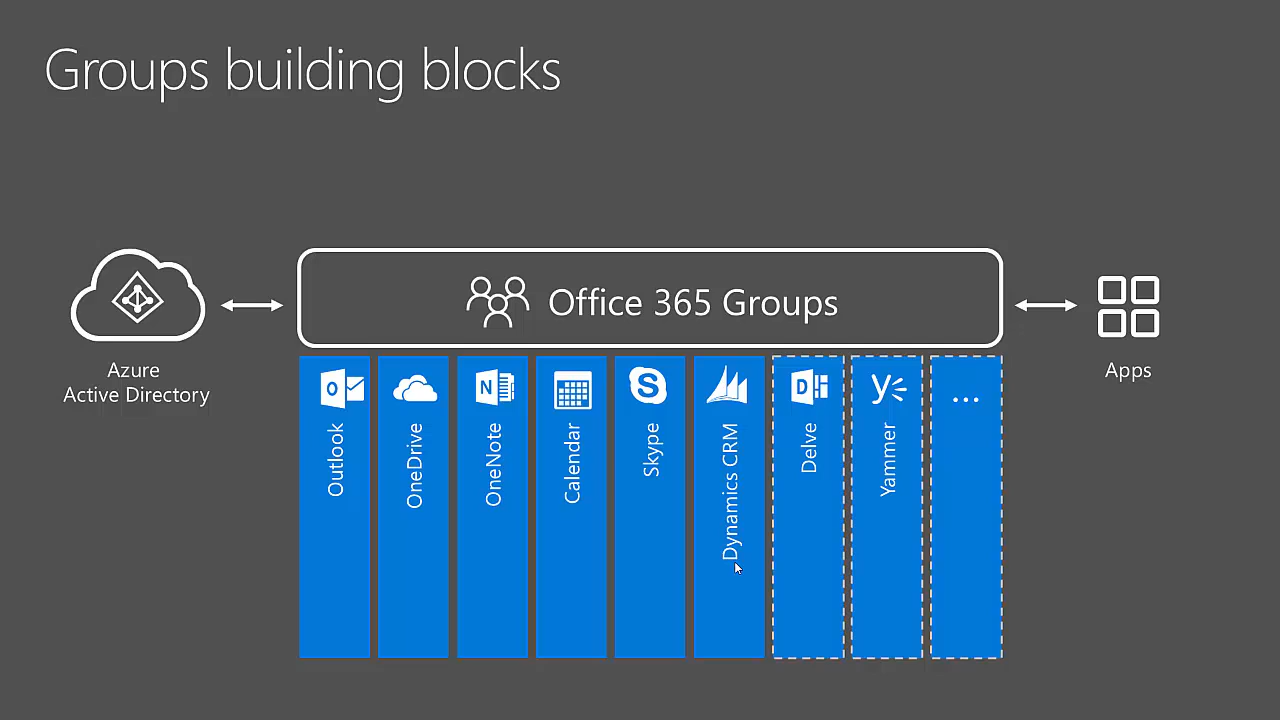 Groups building blocks
Office 365 Groups
Azure
Active Directory
Apps
Outlook
OneDrive
OneNote
Calendar
Skype
Dynamics CRM
Delve
Yammer
...